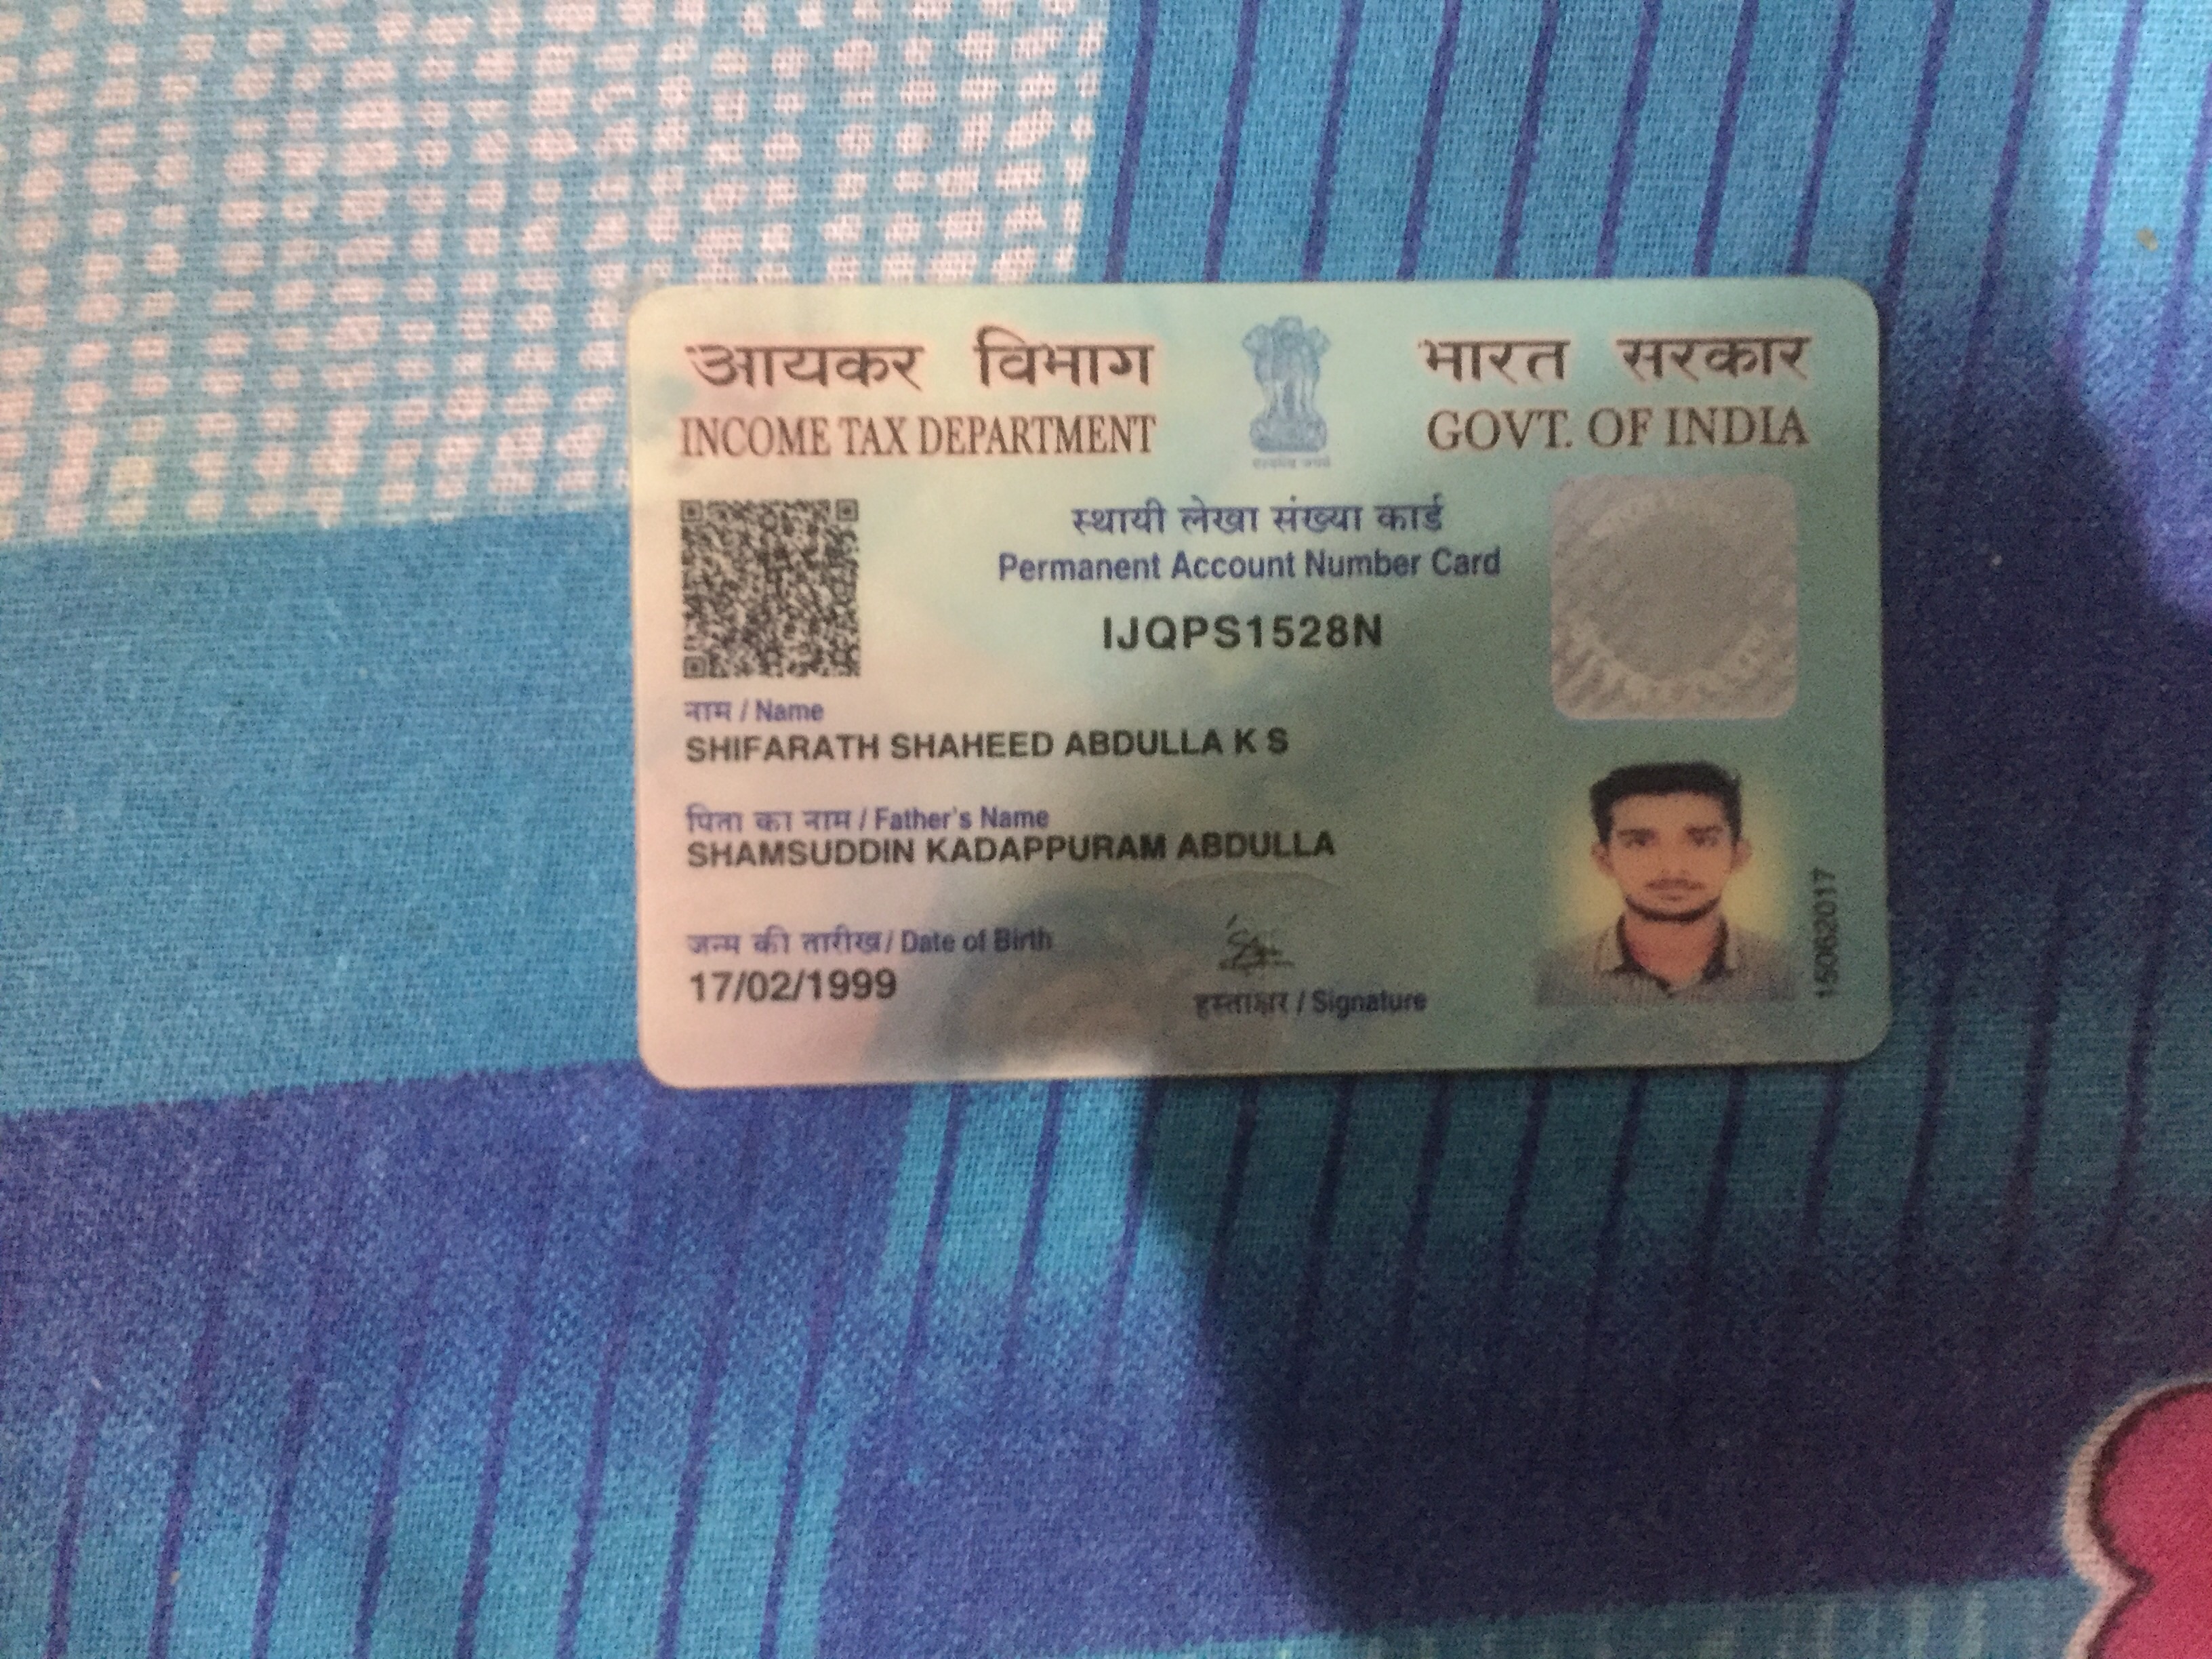 आयकर विभाग
INCOME TAX DEPARTMENT
भारत सरकार
GOVT. OF INDIA
स्थायी लेखा संख्या कार्ड
Permanent Account Number Card
IJQPS1528N
नाम / Name
SHIFARATH SHAHEED ABDULLA K S
पिता का नाम / Father's Name
SHAMSUDDIN KADAPPURAM ABDULLA
जन्म की तारीख / Date of Birth
17/02/1999
हस्ताक्षर / Signature
15062017